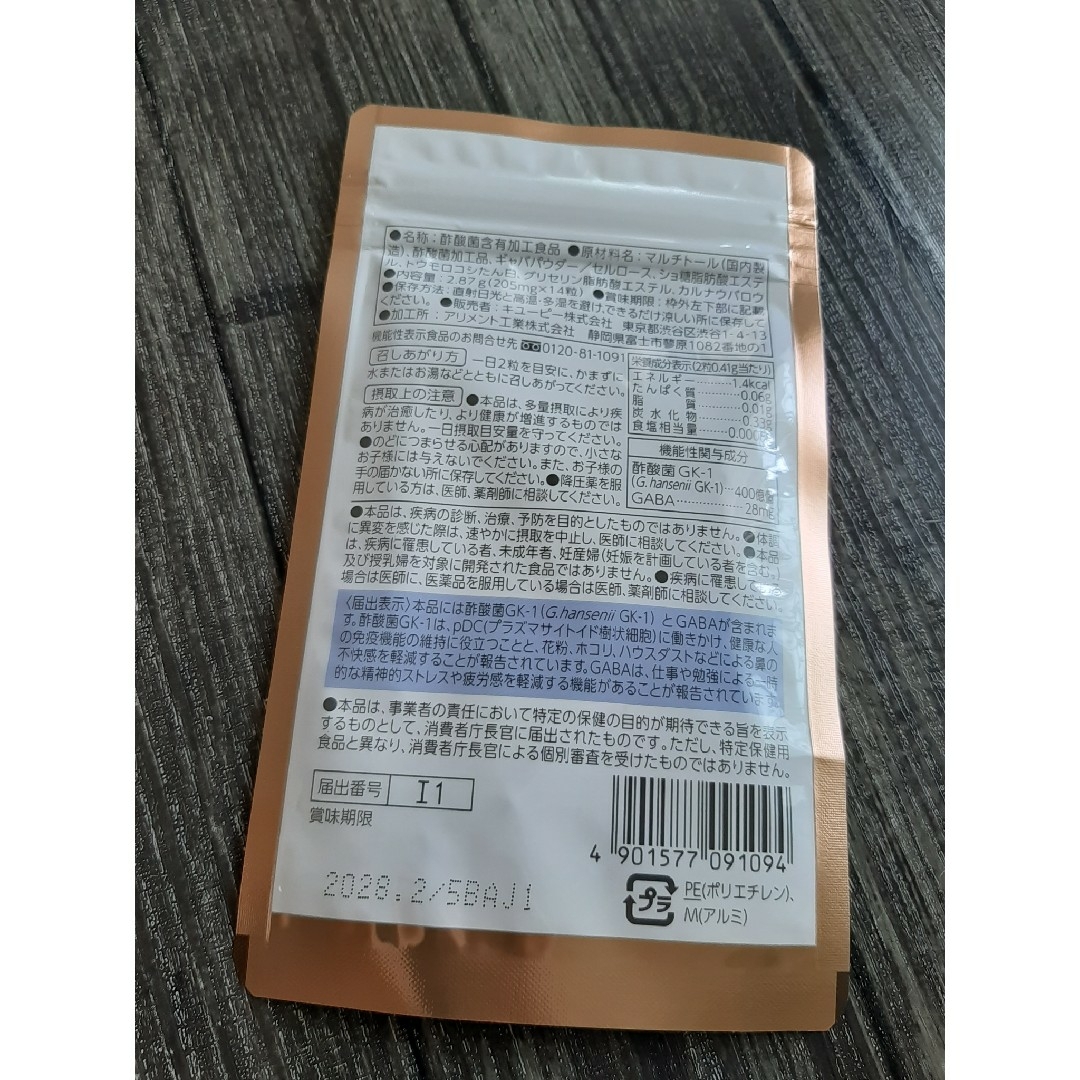 ●名称:酢酸菌含有加工食品 ●原材料名:マルチトール(国内製
造)、酢酸菌加工品、ギャバパウダー/セルロース、ショ糖脂肪酸エステ
ル、トウモロコシたん白、グリセリン脂肪酸エステル、カルナウバロウ
●内容量:2.87g(205mg×14粒) ●賞味期限:枠外左下部に記載
●保存方法:直射日光と高温・多湿を避け、できるだけ涼しい所に保存して
ください。●販売者:キユーピー株式会社 東京都渋谷区渋谷1-4-13
●加工所:アリメント工業株式会社 静岡県富士市蓼原1082番地の1
機能性表示食品のお問合せ先 0120-81-1091
召しあがり方 一日2粒を目安に、かまずに
水またはお湯などとともに召しあがってください。
摂取上の注意 ●本品は、多量摂取により疾
病が治癒したり、より健康が増進するものでは
ありません。一日摂取目安量を守ってください。
●のどにつまらせる心配がありますので、小さな
お子様には与えないでください。また、お子様の
手の届かない所に保存してください。●降圧薬を服
用している方は、医師、薬剤師に相談してください。
栄養成分表示(2粒0.41g当たり)
エネルギー………1.4kcal
たんぱく質………0.06g
脂質………0.01g
炭水化物………0.33g
食塩相当量………0.000
機能性関与成分
酢酸菌 GK-1
(G.hansenii GK-1)…400億個
GABA………28mg
●本品は、疾病の診断、治療、予防を目的としたものではありません。●体調
に異変を感じた際は、速やかに摂取を中止し、医師に相談してください。●本品
は、疾病に罹患している者、未成年者、妊産婦(妊娠を計画している者を含む。)
及び授乳婦を対象に開発された食品ではありません。●疾病に罹患して
場合は医師に、医薬品を服用している場合は医師、薬剤師に相談してください。
〈届出表示〉本品には酢酸菌GK-1(G.hansenii GK-1)とGABAが含まれま
す。酢酸菌GK-1は、pDC(プラズマサイトイド樹状細胞)に働きかけ、健康な人
の免疫機能の維持に役立つことと、花粉、ホコリ、ハウスダストなどによる鼻の
不快感を軽減することが報告されています。GABAは、仕事や勉強による一時
的な精神的ストレスや疲労感を軽減する機能があることが報告されています。
●本品は、事業者の責任において特定の保健の目的が期待できる旨を表示
するものとして、消費者庁長官に届出されたものです。ただし、特定保健用
食品と異なり、消費者庁長官による個別審査を受けたものではありません。
届出番号 I1
賞味期限
2028.2/5BAJ1
4 901577 091094
プラ PE(ポリエチレン)、
M(アルミ)